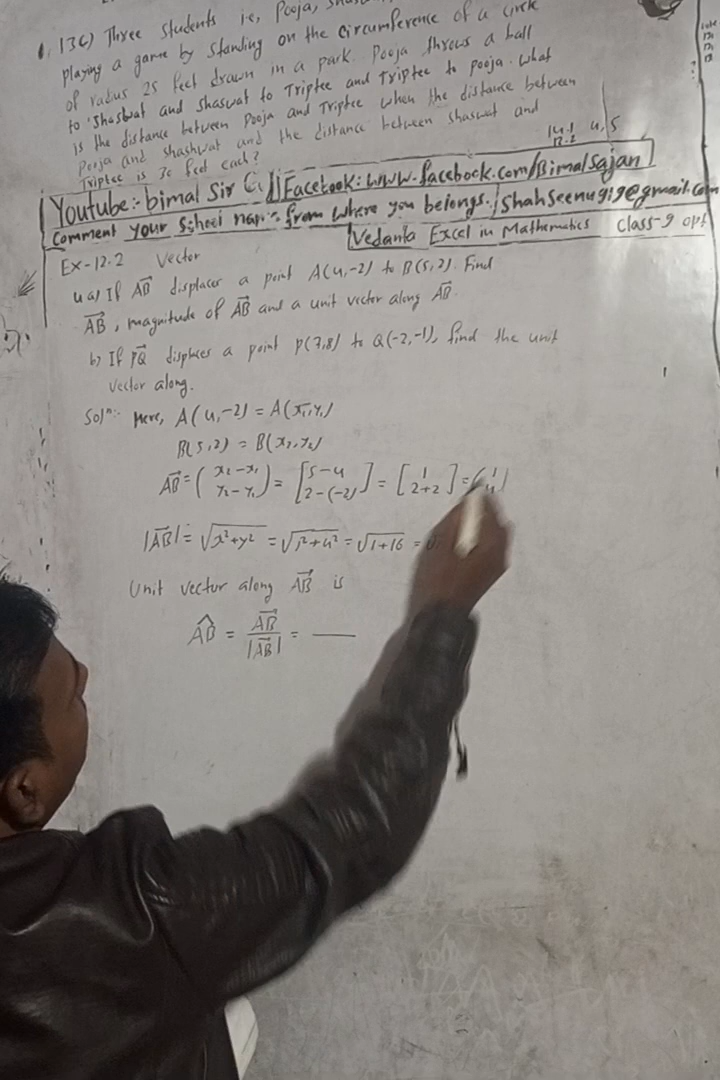 13c) Three students i.e, Pooja,
playing a game by standing on the circumference of a circle
of radius 25 feet drawn in a park. Pooja throws a ball
to Shaswat and shaswat to Triptee and Triptee to pooja. what
is the distance between Pooja and Triptee when the distance between
Pooja and shashwat and the distance between shaswat and
Triptee is 30 feet each?
Youtube:- bimal Sir Facebook: www.facebook.com/Bimalsajan
Comment your School name from where you belongs. shahseenu919@gmail.com
Vedanta Excel in Mathematics Class-9 opt
Ex-12.2 Vector
4 a) If AB⃗ displaces a point A(4,-2) to B(5,2). Find
AB⃗, magnitude of AB⃗ and a unit vector along AB⃗.
b) If PQ⃗ displaces a point P(7,8) to Q(-2,-1), find the unit
vector along.
Solⁿ:- Here, A(4,-2) = A(x₁,y₁)
B(5,2) = B(x₂,y₂)
AB⃗ = (x₂-x₁ y₂-y₁) = [5-4 2-(-2)] = [1 2+2] = (1 4)
|AB⃗| = √x²+y² = √1²+4² = √1+16 =
Unit vector along AB⃗ is
AB̂ = AB⃗/|AB⃗| =